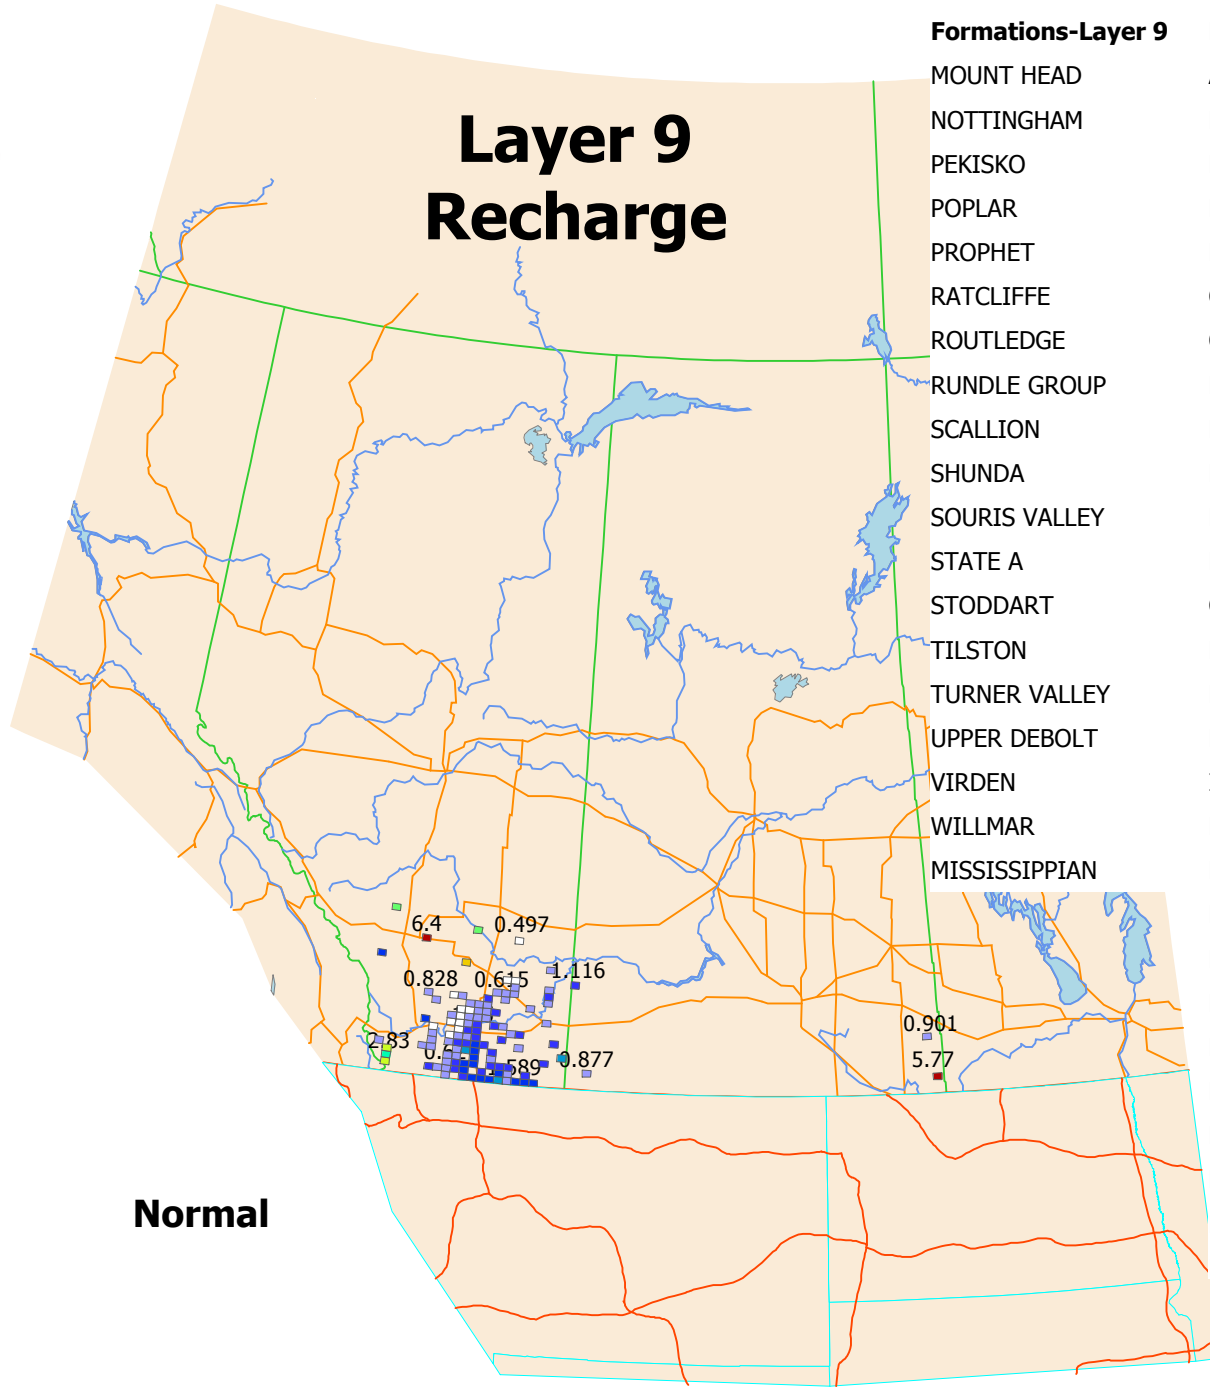 Layer 9
Recharge
Formations-Layer 9
MOUNT HEAD
NOTTINGHAM
PEKISKO
POPLAR
PROPHET
RATCLIFFE
ROUTLEDGE
RUNDLE GROUP
SCALLION
SHUNDA
SOURIS VALLEY
STATE A
STODDART
TILSTON
TURNER VALLEY
UPPER DEBOLT
VIRDEN
WILLMAR
MISSISSIPPIAN
6.4
0.497
0.828
1.116
0.901
2.83
0.877
5.77
Normal